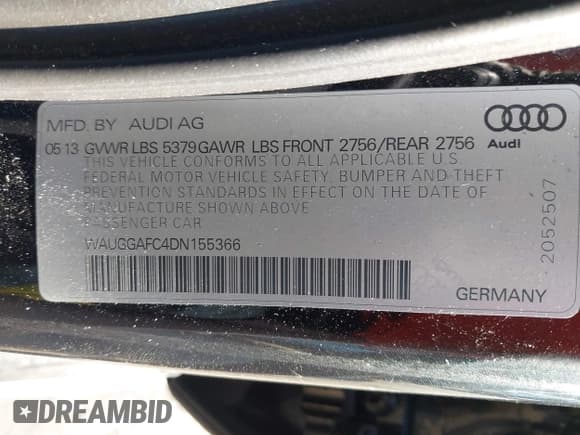 MFD. BY AUDI AG
05 13 GVWR LBS 5379 GAWR LBS FRONT 2756/REAR 2756
Audi
THIS VEHICLE CONFORMS TO ALL APPLICABLE U.S.
FEDERAL MOTOR VEHICLE SAFETY, BUMPER AND THEFT
PREVENTION STANDARDS IN EFFECT ON THE DATE OF
MANUFACTURE SHOWN ABOVE
PASSENGER CAR
WAUGGAFC4DN155366
2052507
GERMANY
DREAMBID